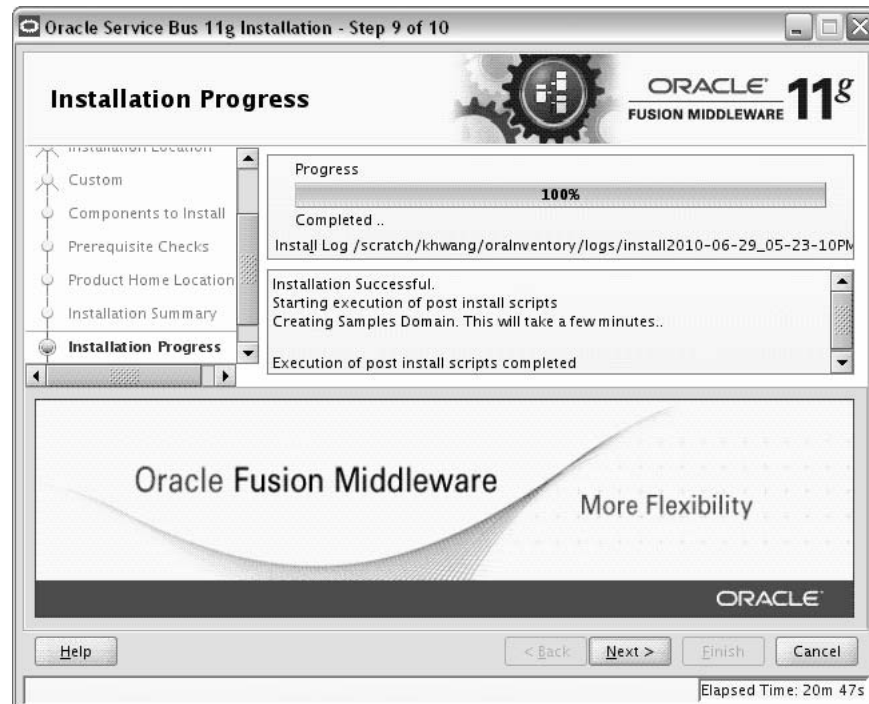 Oracle Service Bus 11g Installation - Step 9 of 10
Installation Progress
ORACLE
FUSION MIDDLEWARE
11g
Installation Location
Custom
Components to Install
Prerequisite Checks
Product Home Location
Installation Summary
Installation Progress
Progress
100%
Completed ..
Install Log /scratch/khwang/oraInventory/logs/install2010-06-29_05-23-10PM
Installation Successful.
Starting execution of post install scripts
Creating Samples Domain. This will take a few minutes..
Execution of post install scripts completed
Oracle Fusion Middleware
More Flexibility
ORACLE
Help
< Back
Next >
Finish
Cancel
Elapsed Time: 20m 47s